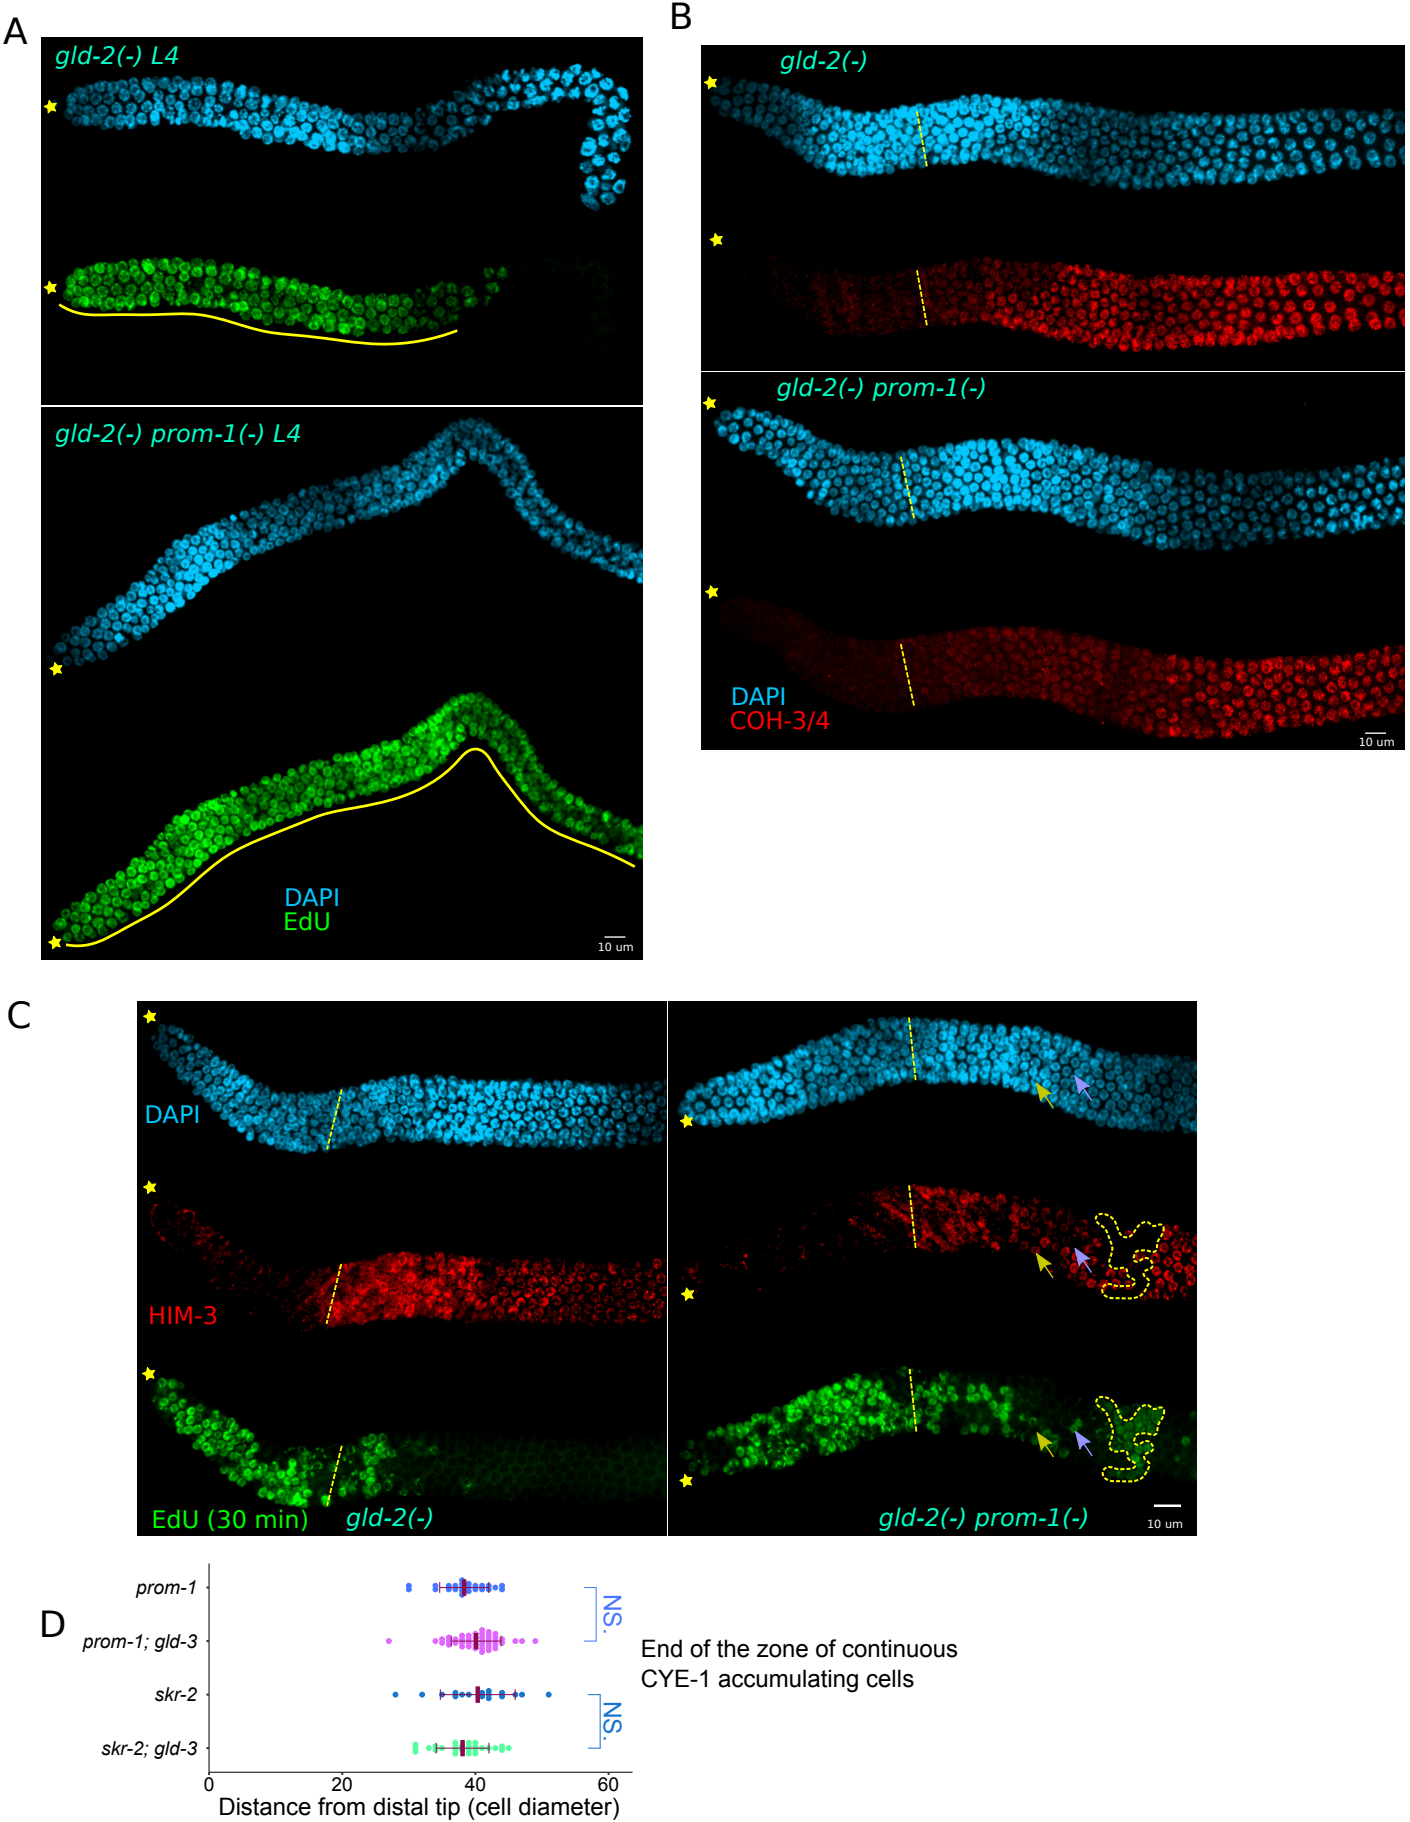 A
gld-2(-) L4
gld-2(-) prom-1(-) L4
DAPI
EdU
10 um
B
gld-2(-)
gld-2(-) prom-1(-)
DAPI
COH-3/4
10 um
C
DAPI
HIM-3
EdU (30 min)
gld-2(-)
gld-2(-) prom-1(-)
10 um
D
prom-1
prom-1; gld-3
skr-2
skr-2; gld-3
NS.
NS.
End of the zone of continuous
CYE-1 accumulating cells
0 20 40 60
Distance from distal tip (cell diameter)